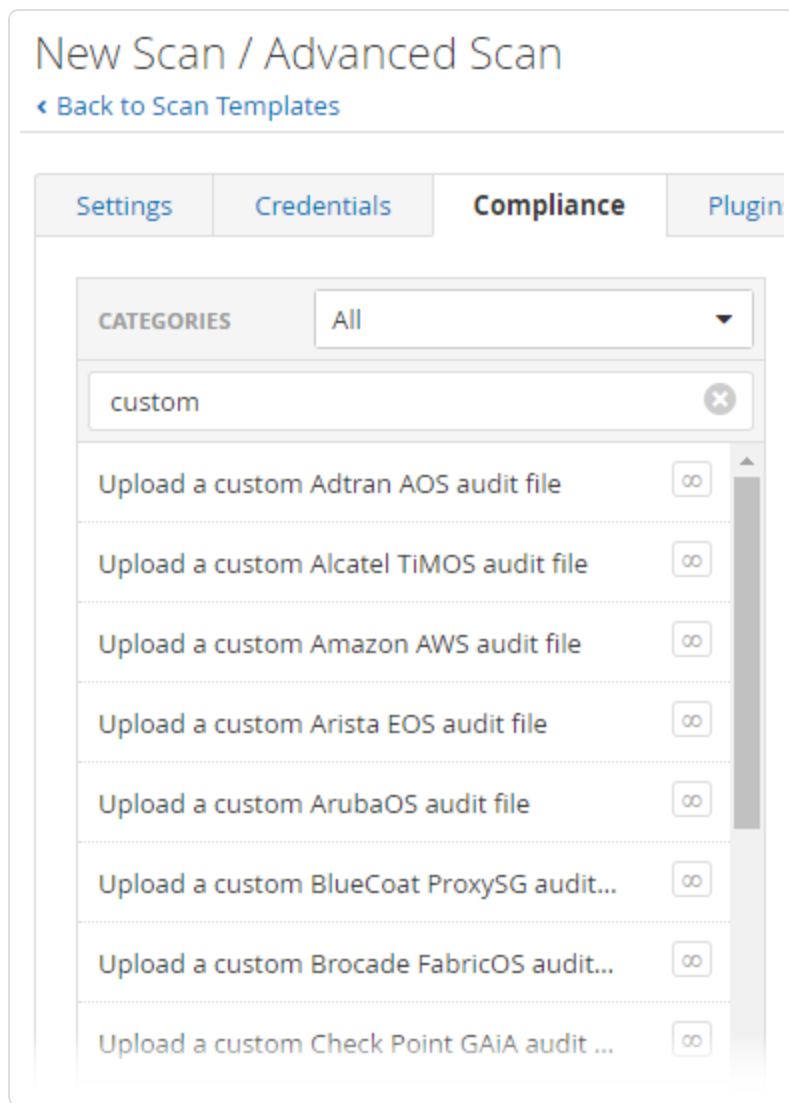 New Scan / Advanced Scan
‹ Back to Scan Templates
Settings Credentials Compliance Plugin
CATEGORIES All
custom
Upload a custom Adtran AOS audit file ∞
Upload a custom Alcatel TiMOS audit file ∞
Upload a custom Amazon AWS audit file ∞
Upload a custom Arista EOS audit file ∞
Upload a custom ArubaOS audit file ∞
Upload a custom BlueCoat ProxySG audit... ∞
Upload a custom Brocade FabricOS audit... ∞
Upload a custom Check Point GAiA audit ... ∞